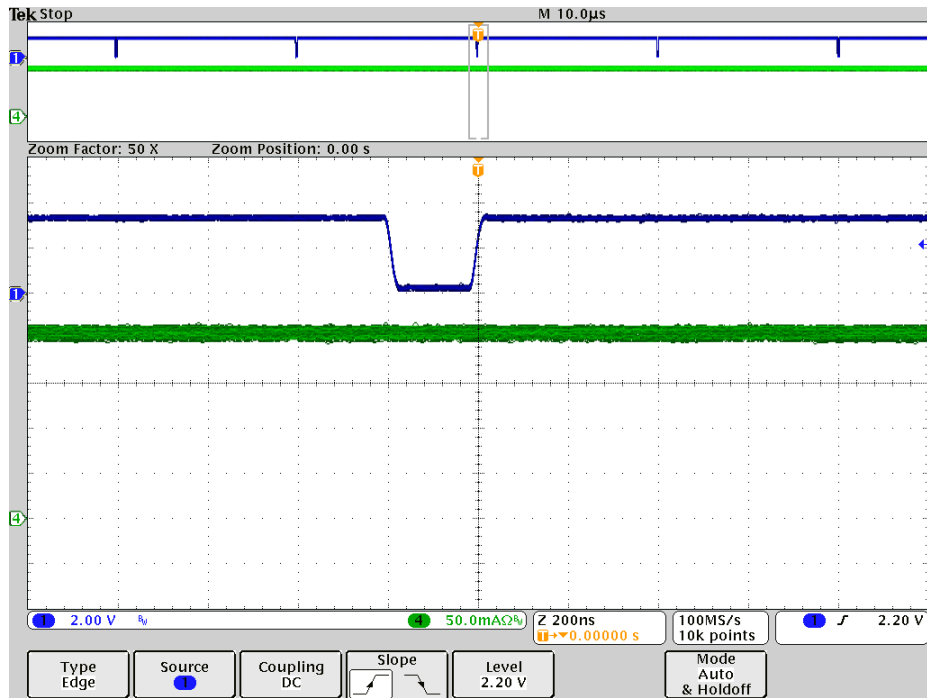 Tek Stop M 10.0µs
T
1
4
Zoom Factor: 50 X Zoom Position: 0.00 s
T
1
4
1 2.00 V BW 4 50.0mAΩBW Z 200ns 100MS/s 1 2.20 V
T→▼0.00000 s 10k points
Type Source Coupling Slope Level Mode
Edge 1 DC 2.20 V Auto
& Holdoff